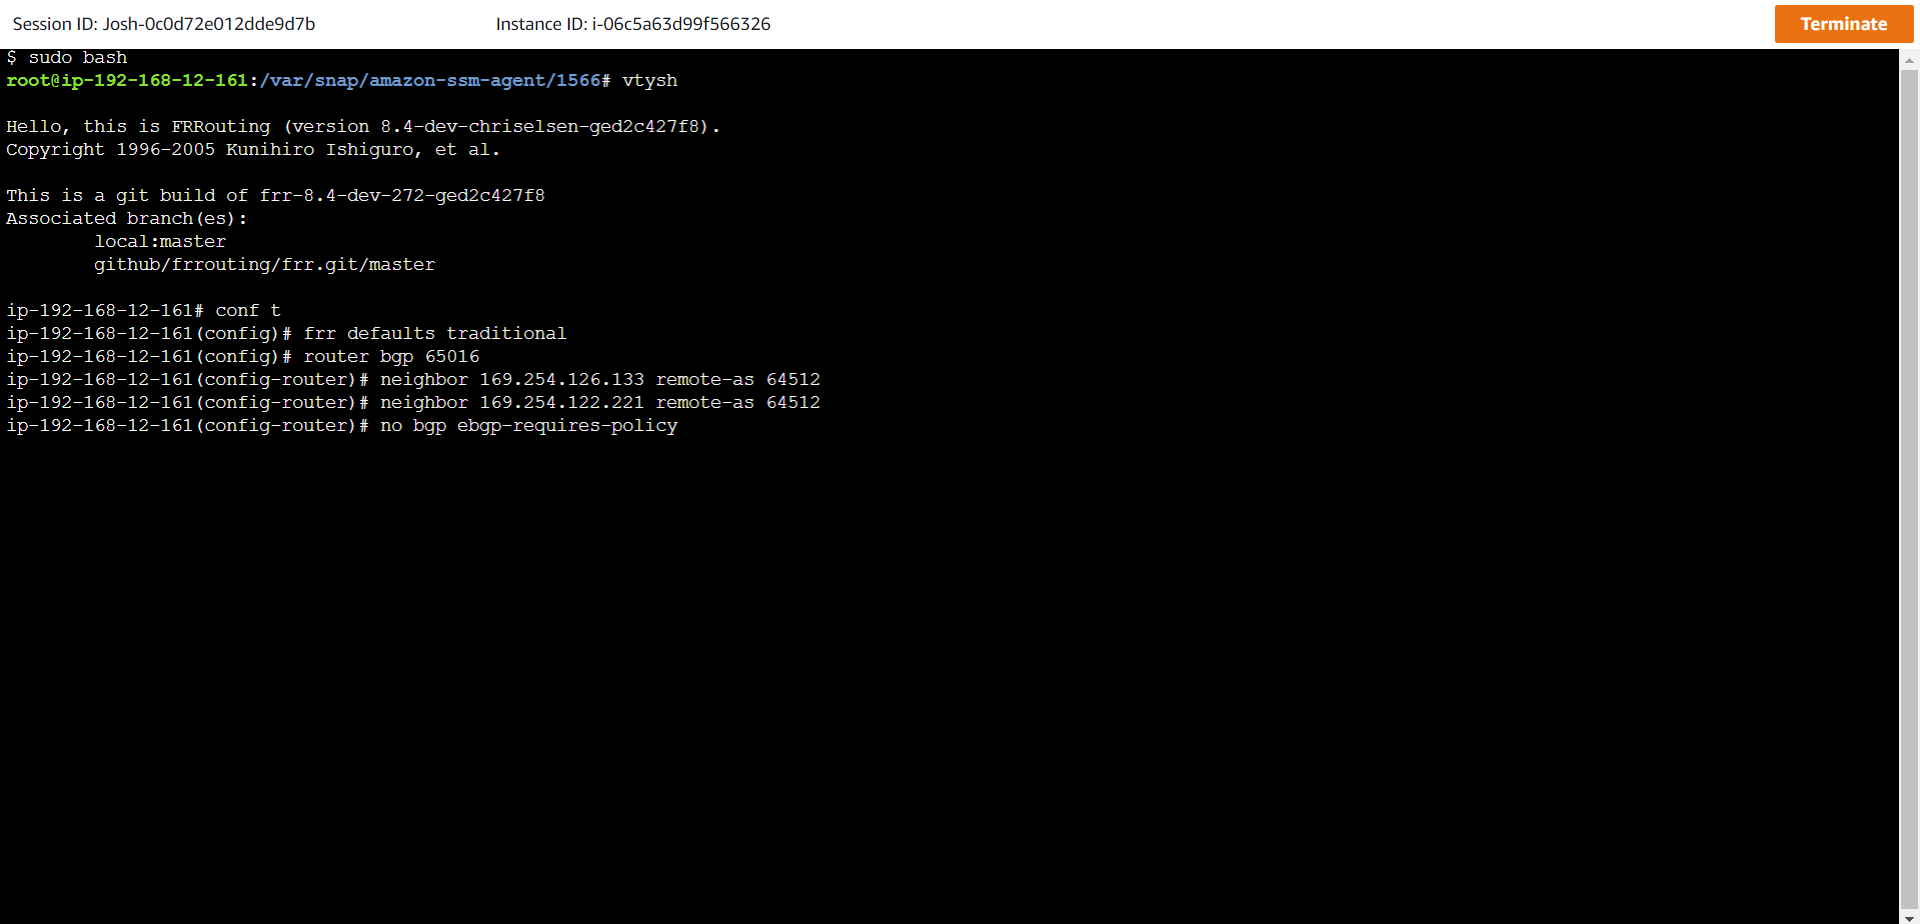 Session ID: Josh-0c0d72e012dde9d7b Instance ID: i-06c5a63d99f566326 Terminate
$ sudo bash
root@ip-192-168-12-161:/var/snap/amazon-ssm-agent/1566# vtysh
Hello, this is FRRouting (version 8.4-dev-chriselsen-ged2c427f8).
Copyright 1996-2005 Kunihiro Ishiguro, et al.
This is a git build of frr-8.4-dev-272-ged2c427f8
Associated branch(es):
local:master
github/frrouting/frr.git/master
ip-192-168-12-161# conf t
ip-192-168-12-161(config)# frr defaults traditional
ip-192-168-12-161(config)# router bgp 65016
ip-192-168-12-161(config-router)# neighbor 169.254.126.133 remote-as 64512
ip-192-168-12-161(config-router)# neighbor 169.254.122.221 remote-as 64512
ip-192-168-12-161(config-router)# no bgp ebgp-requires-policy